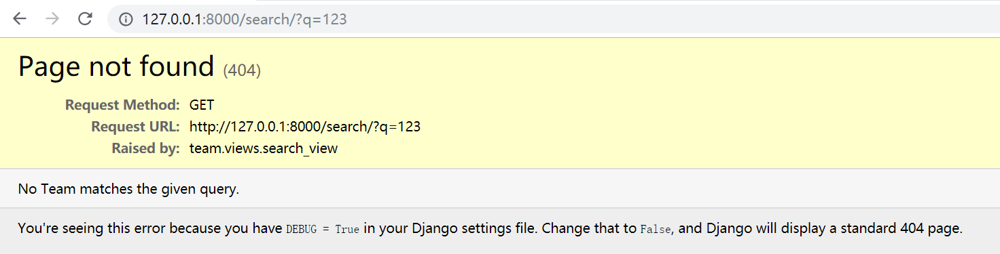 127.0.0.1:8000/search/?q=123
Page not found (404)
Request Method: GET
Request URL: http://127.0.0.1:8000/search/?q=123
Raised by: team.views.search_view
No Team matches the given query.
You're seeing this error because you have DEBUG = True in your Django settings file. Change that to False, and Django will display a standard 404 page.